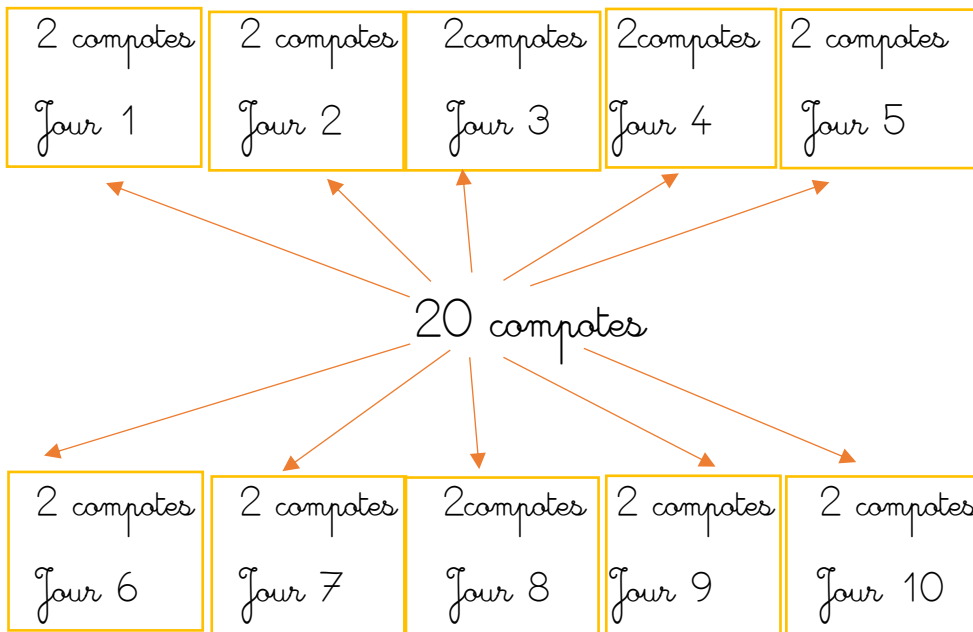 2 compotes
Jour 1
2 compotes
Jour 2
2compotes
Jour 3
2compotes
Jour 4
2 compotes
Jour 5
20 compotes
2 compotes
Jour 6
2 compotes
Jour 7
2compotes
Jour 8
2 compotes
Jour 9
2 compotes
Jour 10